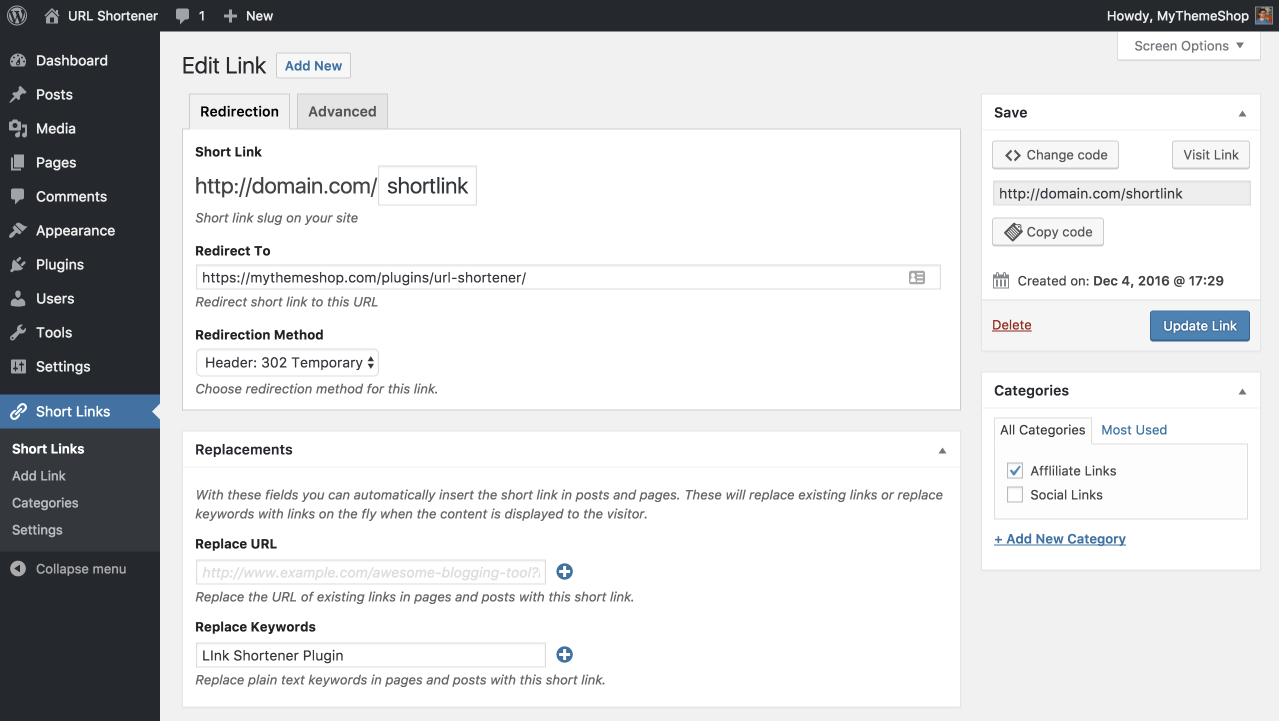 URL Shortener 1 New Howdy, MyThemeShop
Screen Options
Dashboard
Posts
Media
Pages
Comments
Appearance
Plugins
Users
Tools
Settings
Short Links
Short Links
Add Link
Categories
Settings
Collapse menu
Edit Link Add New
Redirection Advanced
Short Link
http://domain.com/ shortlink
Short link slug on your site
Redirect To
https://mythemeshop.com/plugins/url-shortener/
Redirect short link to this URL
Redirection Method
Header: 302 Temporary
Choose redirection method for this link.
Replacements
With these fields you can automatically insert the short link in posts and pages. These will replace existing links or replace
keywords with links on the fly when the content is displayed to the visitor.
Replace URL
http://www.example.com/awesome-blogging-tool?
Replace the URL of existing links in pages and posts with this short link.
Replace Keywords
LInk Shortener Plugin
Replace plain text keywords in pages and posts with this short link.
Save
Change code Visit Link
http://domain.com/shortlink
Copy code
Created on: Dec 4, 2016 @ 17:29
Delete Update Link
Categories
All Categories Most Used
Affliliate Links
Social Links
+ Add New Category